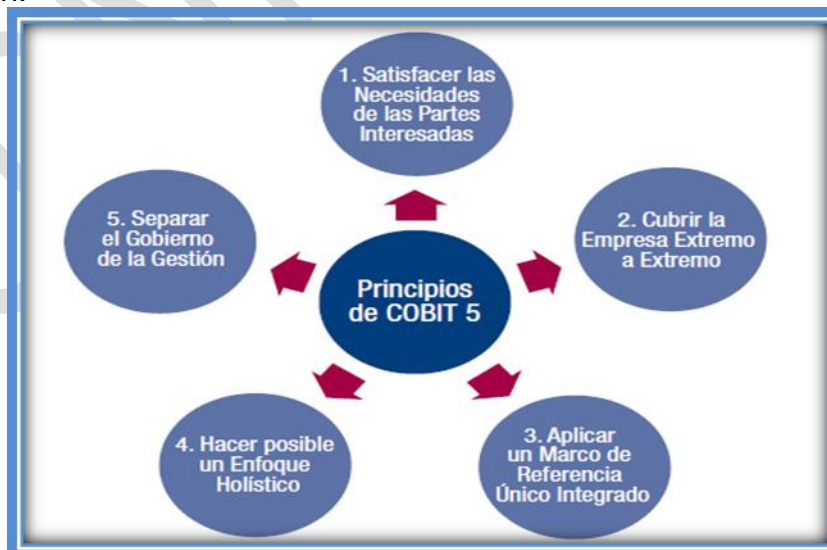 1. Satisfacer las
Necesidades
de las Partes
Interesadas
5. Separar
el Gobierno
de la Gestión
2. Cubrir la
Empresa Extremo
a Extremo
Principios
de COBIT 5
4. Hacer posible
un Enfoque
Holístico
3. Aplicar
un Marco de
Referencia
Único Integrado